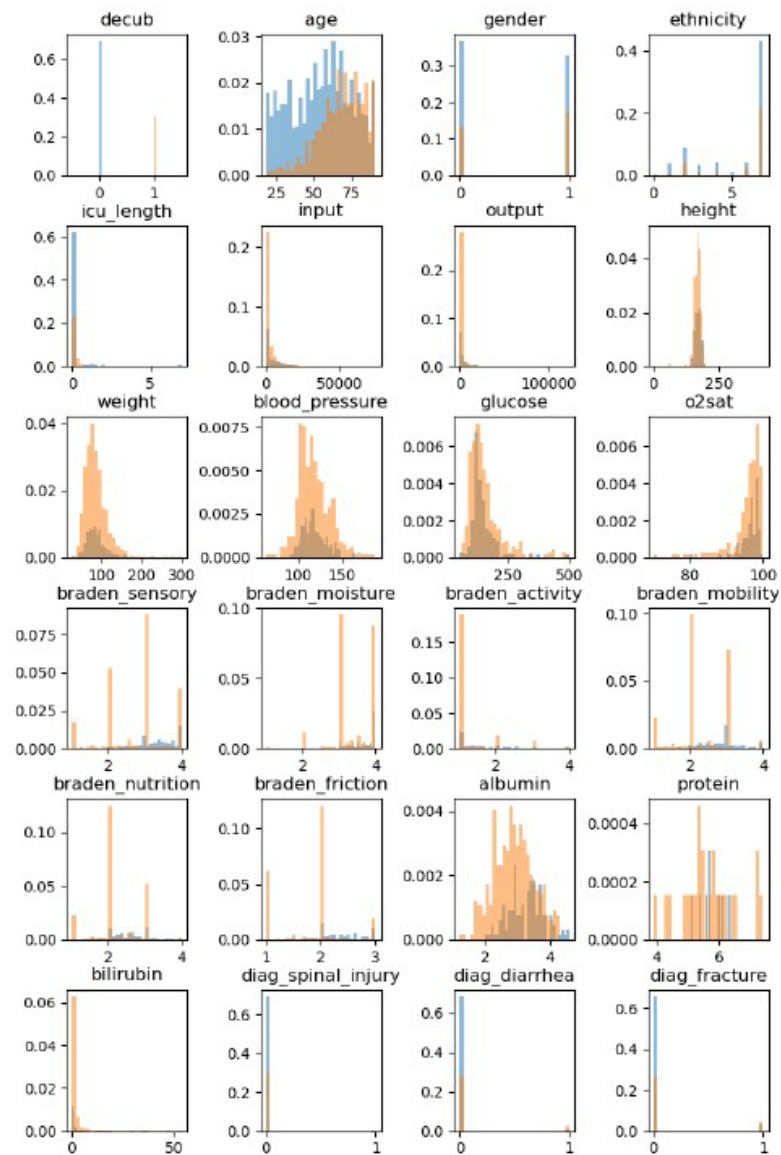 decub age gender ethnicity
0.6 0.4 0.2 0.0 0 1
0.03 0.02 0.01 0.00 25 50 75
0.3 0.2 0.1 0.0 0 1
0.4 0.2 0.0 0 5
icu_length input output height
0.6 0.4 0.2 0.0 0 5
0.2 0.1 0.0 0 50000
0.2 0.1 0.0 0 100000
0.04 0.02 0.00 0 250
weight blood_pressure glucose o2sat
0.04 0.02 0.00 100 200 300
0.0075 0.0050 0.0025 0.0000 100 150
0.006 0.004 0.002 0.000 250 500
0.006 0.004 0.002 0.000 80 100
braden_sensory braden_moisture braden_activity braden_mobility
0.075 0.050 0.025 0.000 2 4
0.10 0.05 0.00 2 4
0.15 0.10 0.05 0.00 2 4
0.10 0.05 0.00 2 4
braden_nutrition braden_friction albumin protein
0.10 0.05 0.00 2 4
0.10 0.05 0.00 1 2 3
0.004 0.002 0.000 2 4
0.0004 0.0002 0.0000 4 6
bilirubin diag_spinal_injury diag_diarrhea diag_fracture
0.06 0.04 0.02 0.00 0 50
0.6 0.4 0.2 0.0 0 1
0.6 0.4 0.2 0.0 0 1
0.6 0.4 0.2 0.0 0 1